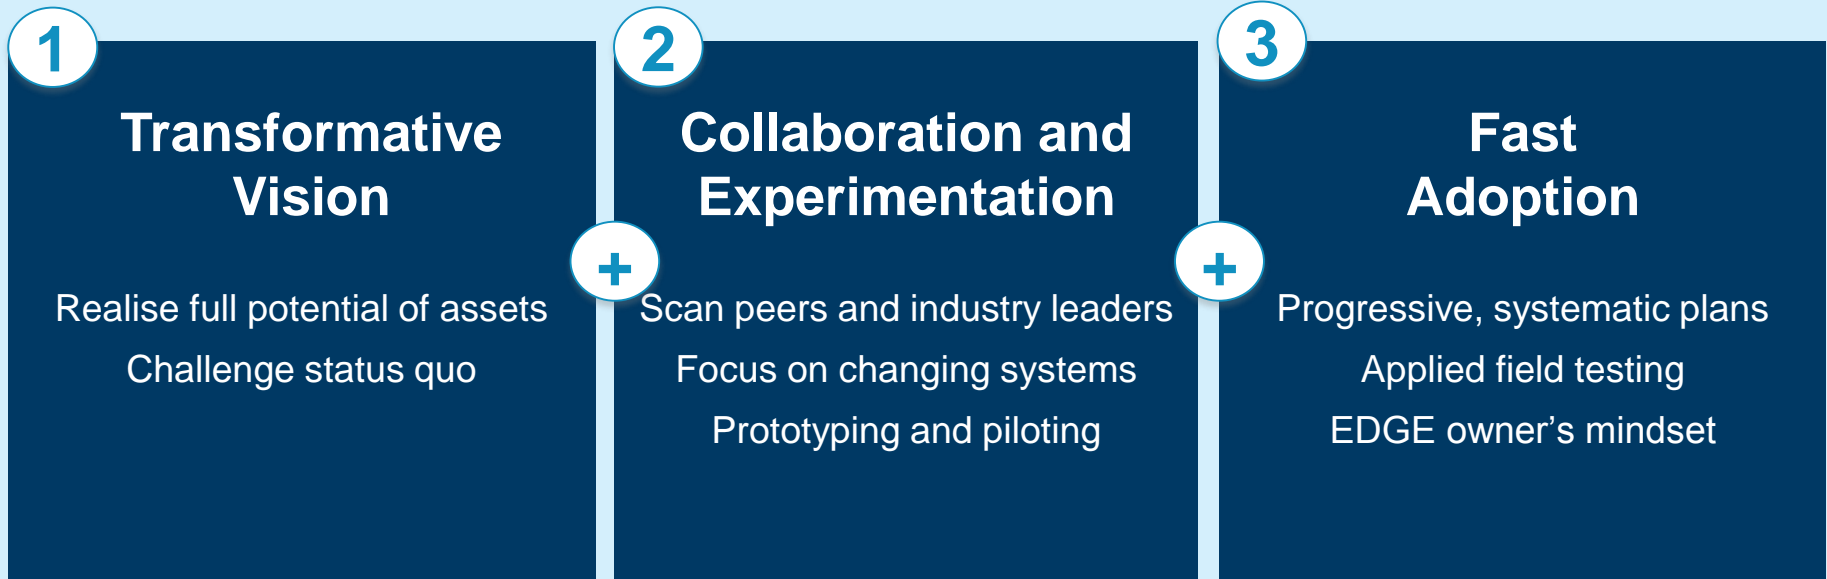 1
Transformative
Vision
Realise full potential of assets
Challenge status quo
+
2
Collaboration and
Experimentation
Scan peers and industry leaders
Focus on changing systems
Prototyping and piloting
+
3
Fast
Adoption
Progressive, systematic plans
Applied field testing
EDGE owner’s mindset